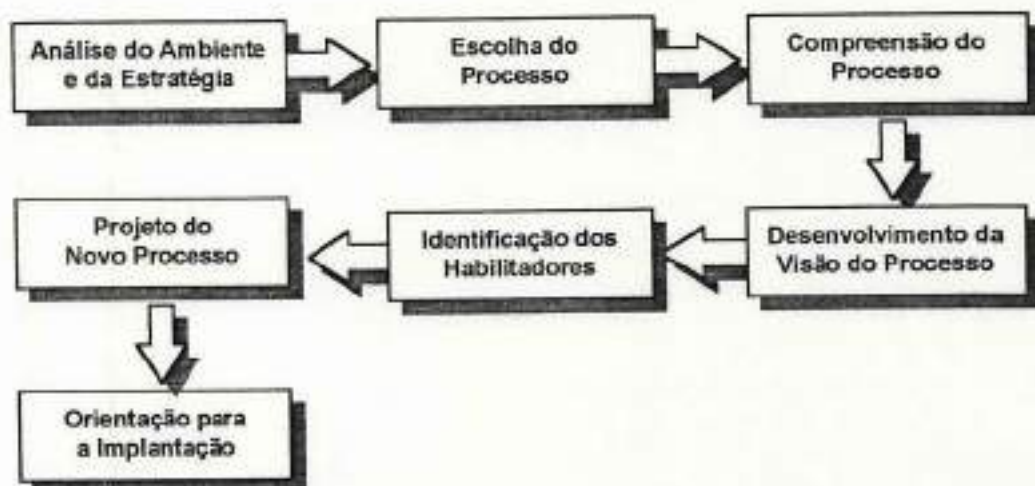 Análise do Ambiente
e da Estratégia
Escolha do
Processo
Compreensão do
Processo
Desenvolvimento da
Visão do Processo
Identificação dos
Habilitadores
Projeto do
Novo Processo
Orientação para
a Implantação